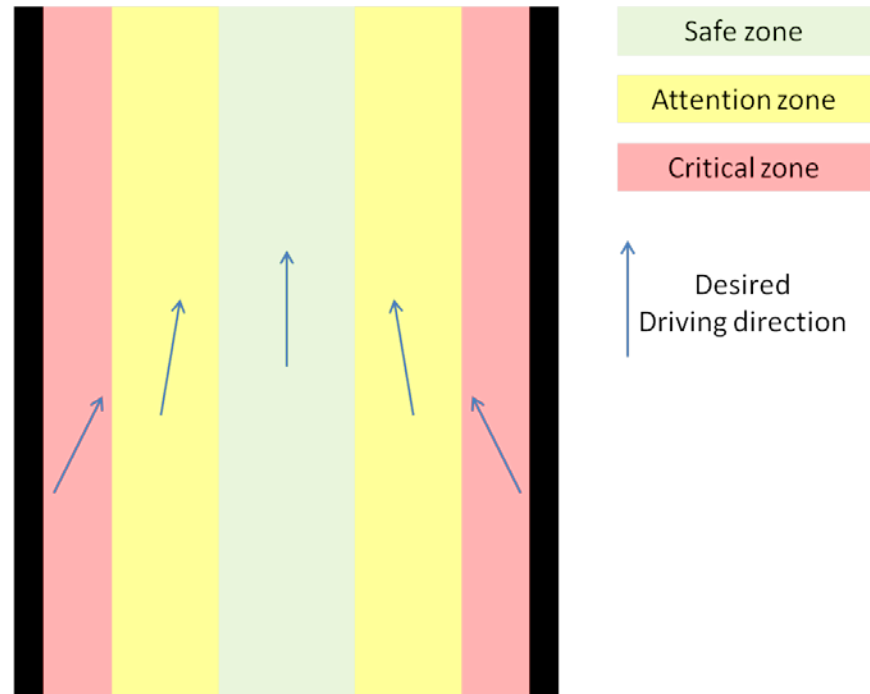 Safe zone
Attention zone
Critical zone
Desired
Driving direction